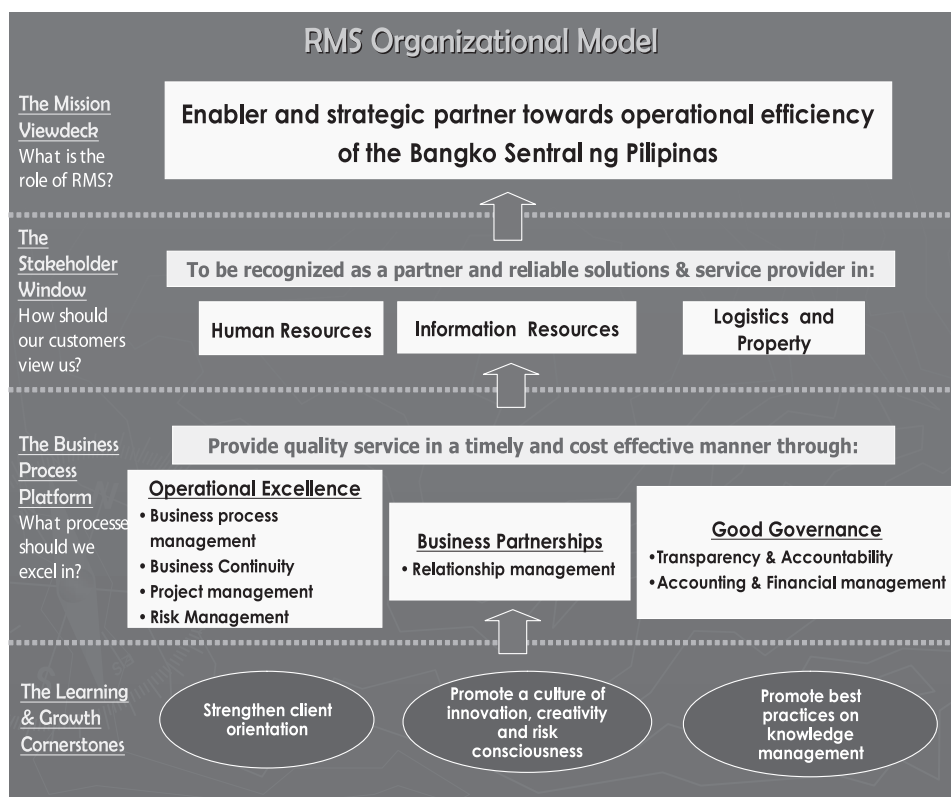 RMS Organizational Model
The Mission
Viewdeck
What is the
role of RMS?
Enabler and strategic partner towards operational efficiency
of the Bangko Sentral ng Pilipinas
The
Stakeholder
Window
How should
our customers
view us?
To be recognized as a partner and reliable solutions & service provider in:
Human Resources
Information Resources
Logistics and
Property
The Business
Process
Platform
What processe
should we
excel in?
Provide quality service in a timely and cost effective manner through:
Operational Excellence
• Business process
management
• Business Continuity
• Project management
• Risk Management
Business Partnerships
• Relationship management
Good Governance
• Transparency & Accountability
• Accounting & Financial management
The Learning
& Growth
Cornerstones
Strengthen client
orientation
Promote a culture of
innovation, creativity
and risk
consciousness
Promote best
practices on
knowledge
management